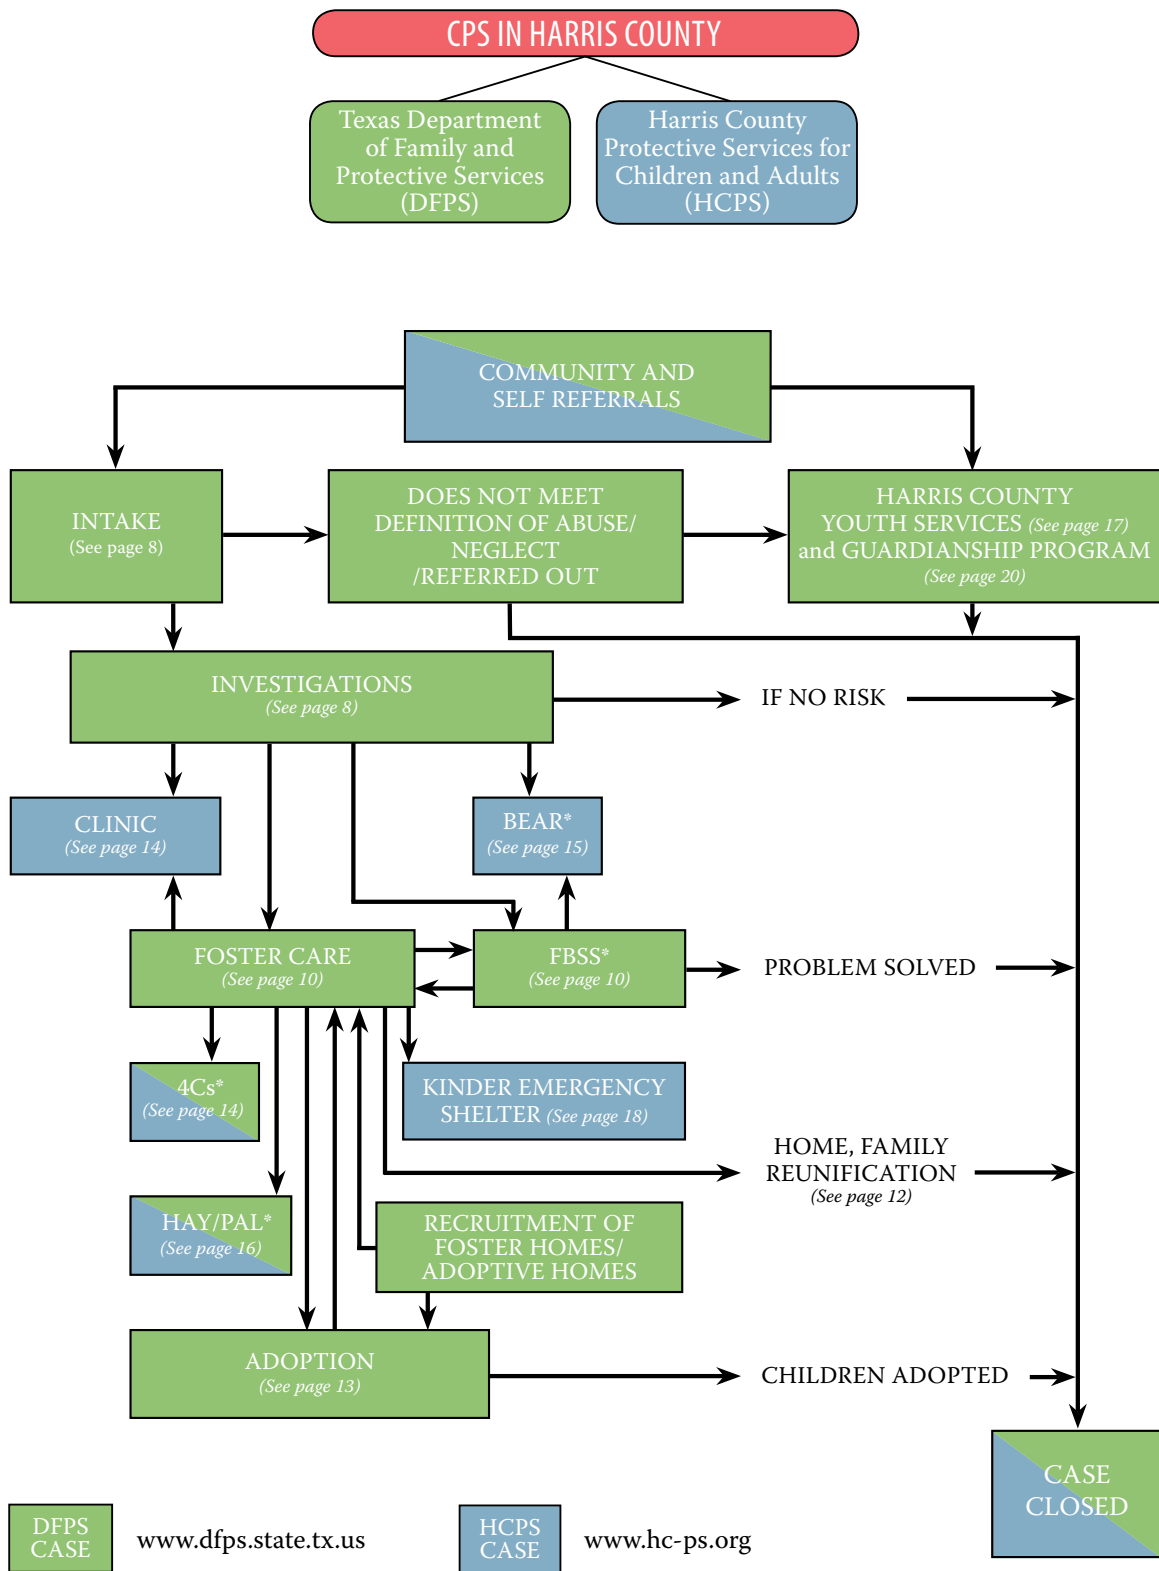 CPS IN HARRIS COUNTY
Texas Department
of Family and
Protective Services
(DFPS)
Harris County
Protective Services for
Children and Adults
(HCPS)
COMMUNITY AND
SELF REFERRALS
INTAKE
(See page 8)
DOES NOT MEET
DEFINITION OF ABUSE/
NEGLECT
/REFERRED OUT
HARRIS COUNTY
YOUTH SERVICES (See page 17)
and GUARDIANSHIP PROGRAM
(See page 20)
INVESTIGATIONS
(See page 8)
IF NO RISK
CLINIC
(See page 14)
BEAR*
(See page 15)
FOSTER CARE
(See page 10)
FBSS*
(See page 10)
PROBLEM SOLVED
4Cs*
(See page 14)
KINDER EMERGENCY
SHELTER (See page 18)
HOME, FAMILY
REUNIFICATION
(See page 12)
HAY/PAL*
(See page 16)
RECRUITMENT OF
FOSTER HOMES/
ADOPTIVE HOMES
ADOPTION
(See page 13)
CHILDREN ADOPTED
CASE
CLOSED
DFPS
CASE
www.dfps.state.tx.us
HCPS
CASE
www.hc-ps.org